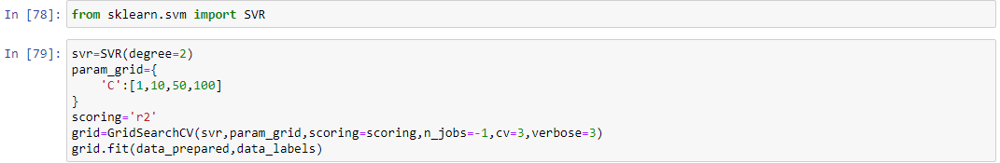 In [78]: from sklearn.svm import SVR
In [79]: svr=SVR(degree=2)
param_grid={
    'C':[1,10,50,100]
}
scoring='r2'
grid=GridSearchCV(svr,param_grid,scoring=scoring,n_jobs=-1,cv=3,verbose=3)
grid.fit(data_prepared,data_labels)